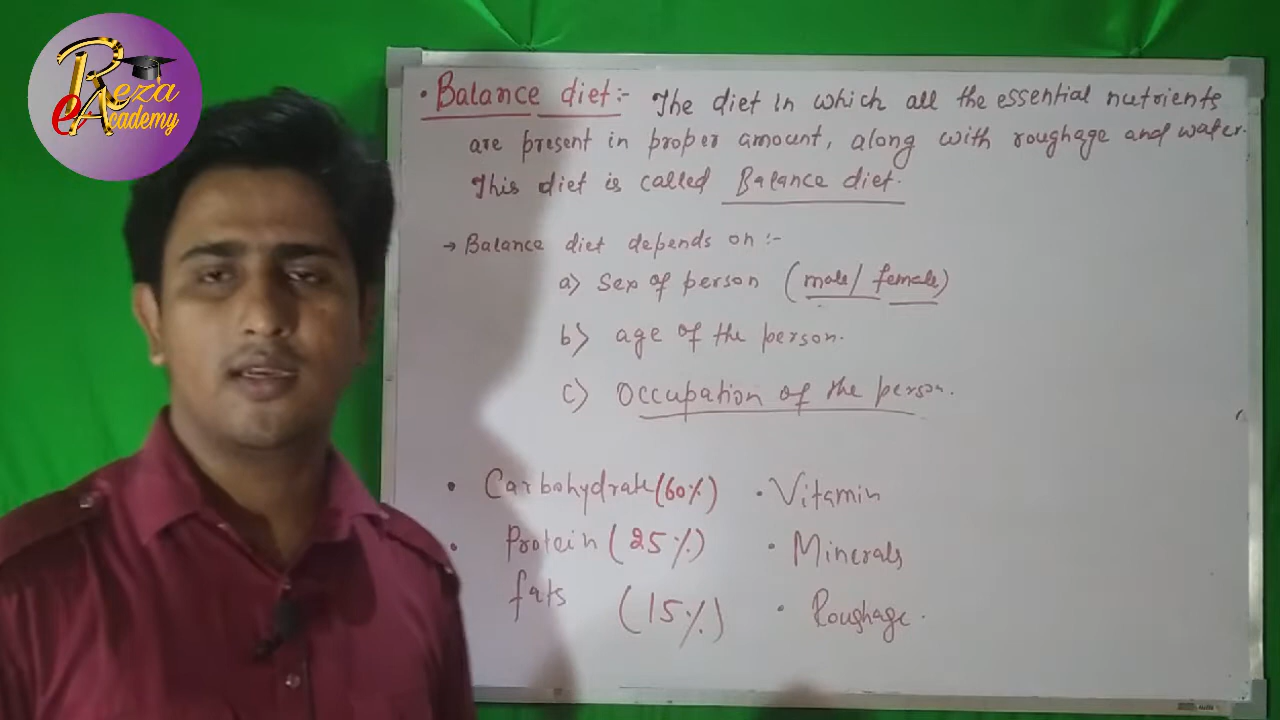 Reza
e Academy
• Balance diet :- The diet in which all the essential nutrients
are present in proper amount, along with roughage and water.
This diet is called Balance diet.
→ Balance diet depends on :-
a) Sex of person (male/female)
b) age of the person.
c) Occupation of the person.
• Carbohydrate (60%) • Vitamin
• Protein (25%) • Minerals
fats (15%) • Roughage.